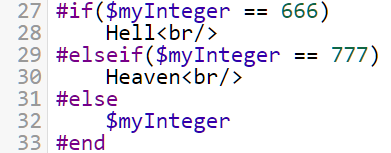 27 #if($myInteger == 666)
28     Hell<br/>
29 #elseif($myInteger == 777)
30     Heaven<br/>
31 #else
32     $myInteger
33 #end